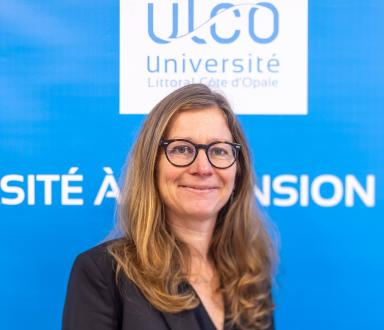 ulco
Université
Littoral Côte d'Opale
SITÉ À NSION